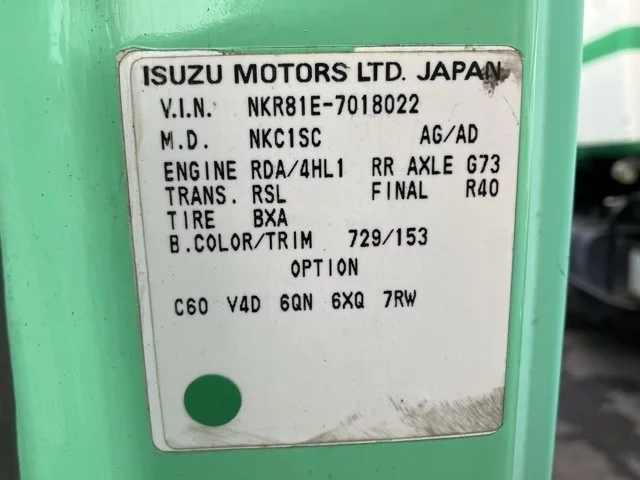 ISUZU MOTORS LTD. JAPAN
V.I.N. NKR81E-7018022
M.D. NKC1SC AG/AD
ENGINE RDA/4HL1 RR AXLE G73
TRANS. RSL FINAL R40
TIRE BXA
B.COLOR/TRIM 729/153
OPTION
C60 V4D 6QN 6XQ 7RW